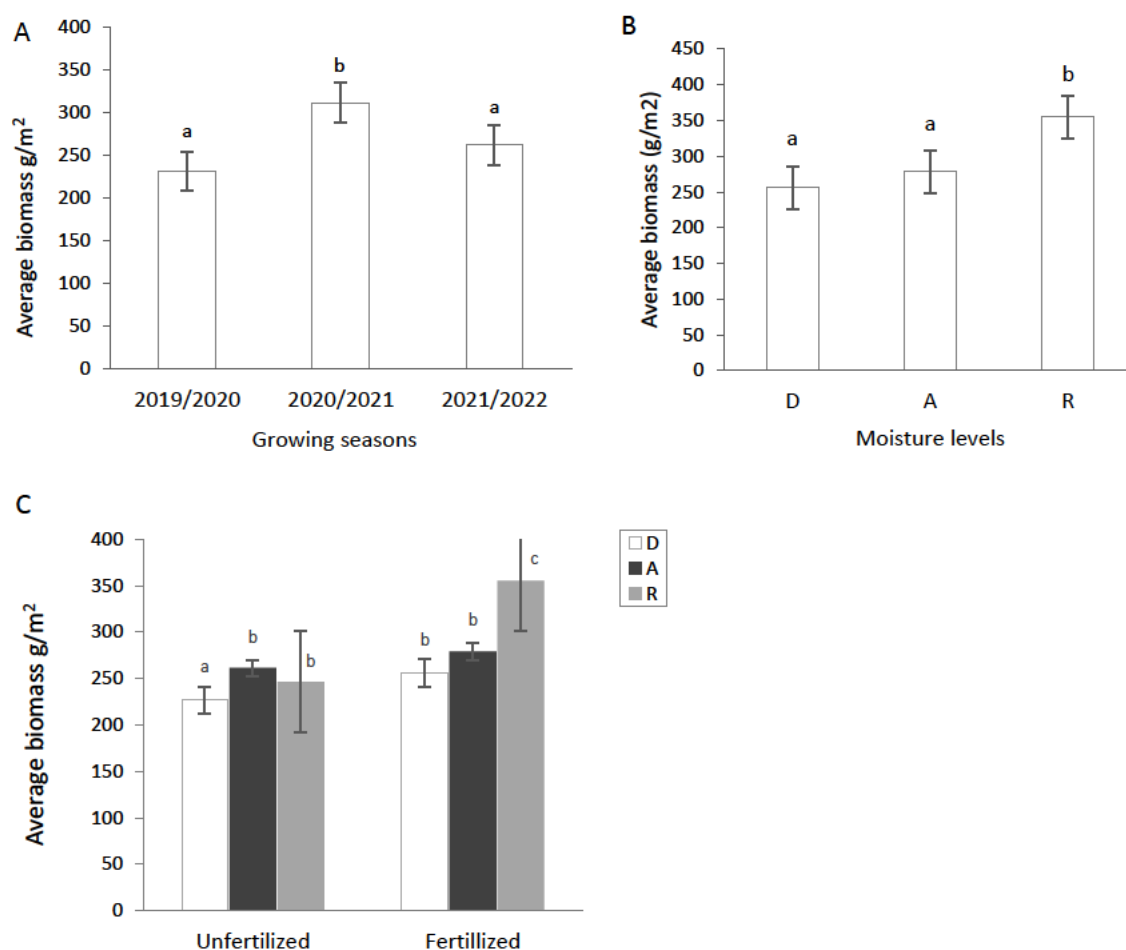 A
Average biomass g/m²
400
350
300
250
200
150
100
50
0
a
b
a
2019/2020 2020/2021 2021/2022
Growing seasons
B
Average biomass (g/m2)
450
400
350
300
250
200
150
100
50
0
a
a
b
D A R
Moisture levels
C
Average biomass g/m²
400
350
300
250
200
150
100
50
0
a
b
b
b
b
c
Unfertilized Fertillized
D
A
R